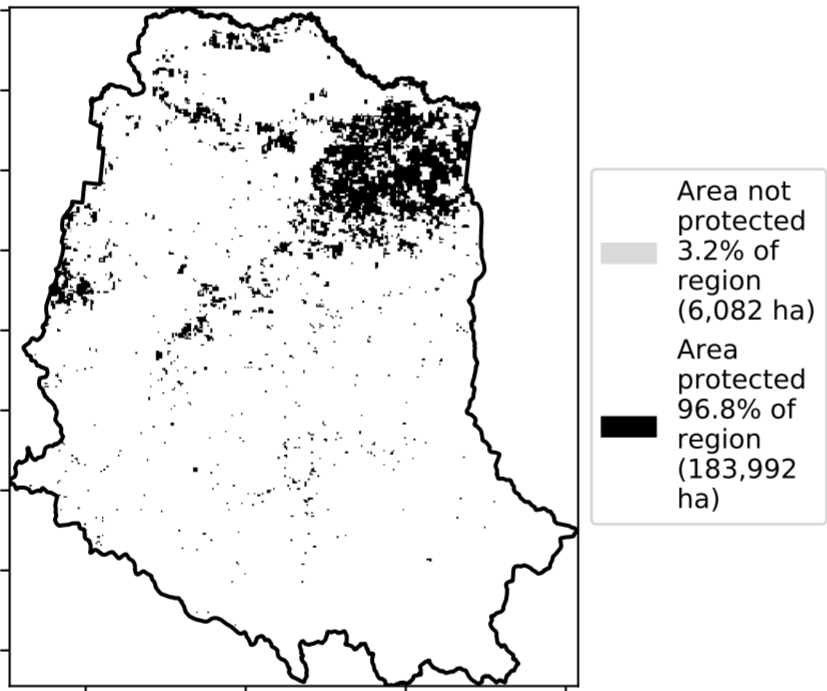 Area not
protected
3.2% of
region
(6,082 ha)
Area
protected
96.8% of
region
(183,992
ha)